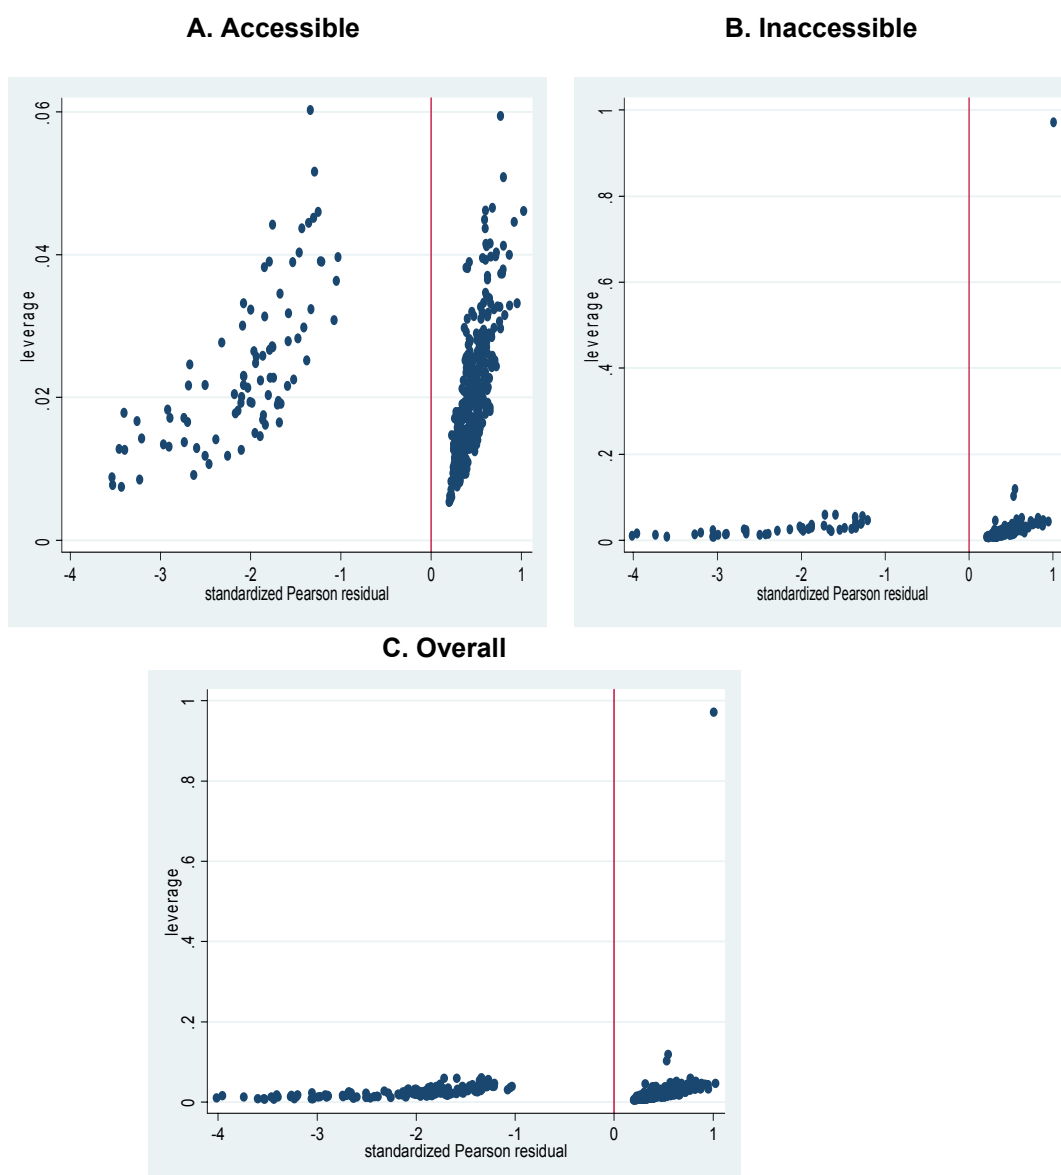 A. Accessible
.06
.04
.02
0
leverage
-4 -3 -2 -1 0 1
standardized Pearson residual
B. Inaccessible
1
.8
.6
.4
.2
0
leverage
-4 -3 -2 -1 0 1
standardized Pearson residual
C. Overall
1
.8
.6
.4
.2
0
leverage
-4 -3 -2 -1 0 1
standardized Pearson residual